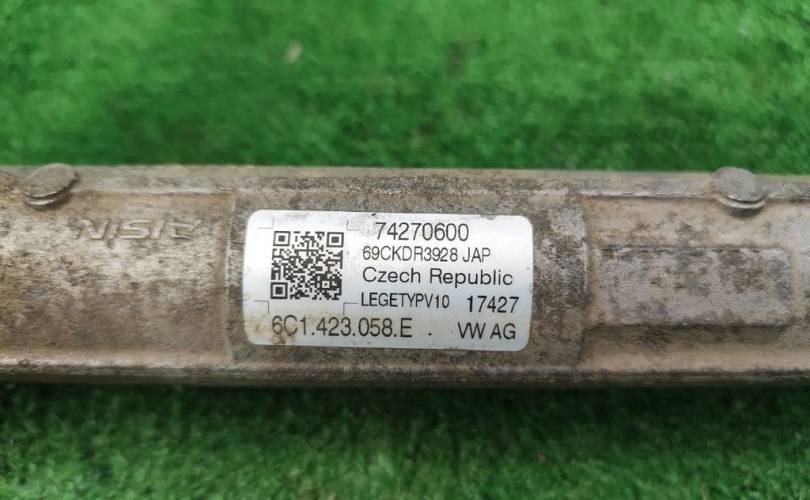 74270600
69CKDR3928 JAP
Czech Republic
LEGETYPV10 17427
6C1.423.058.E . VW AG